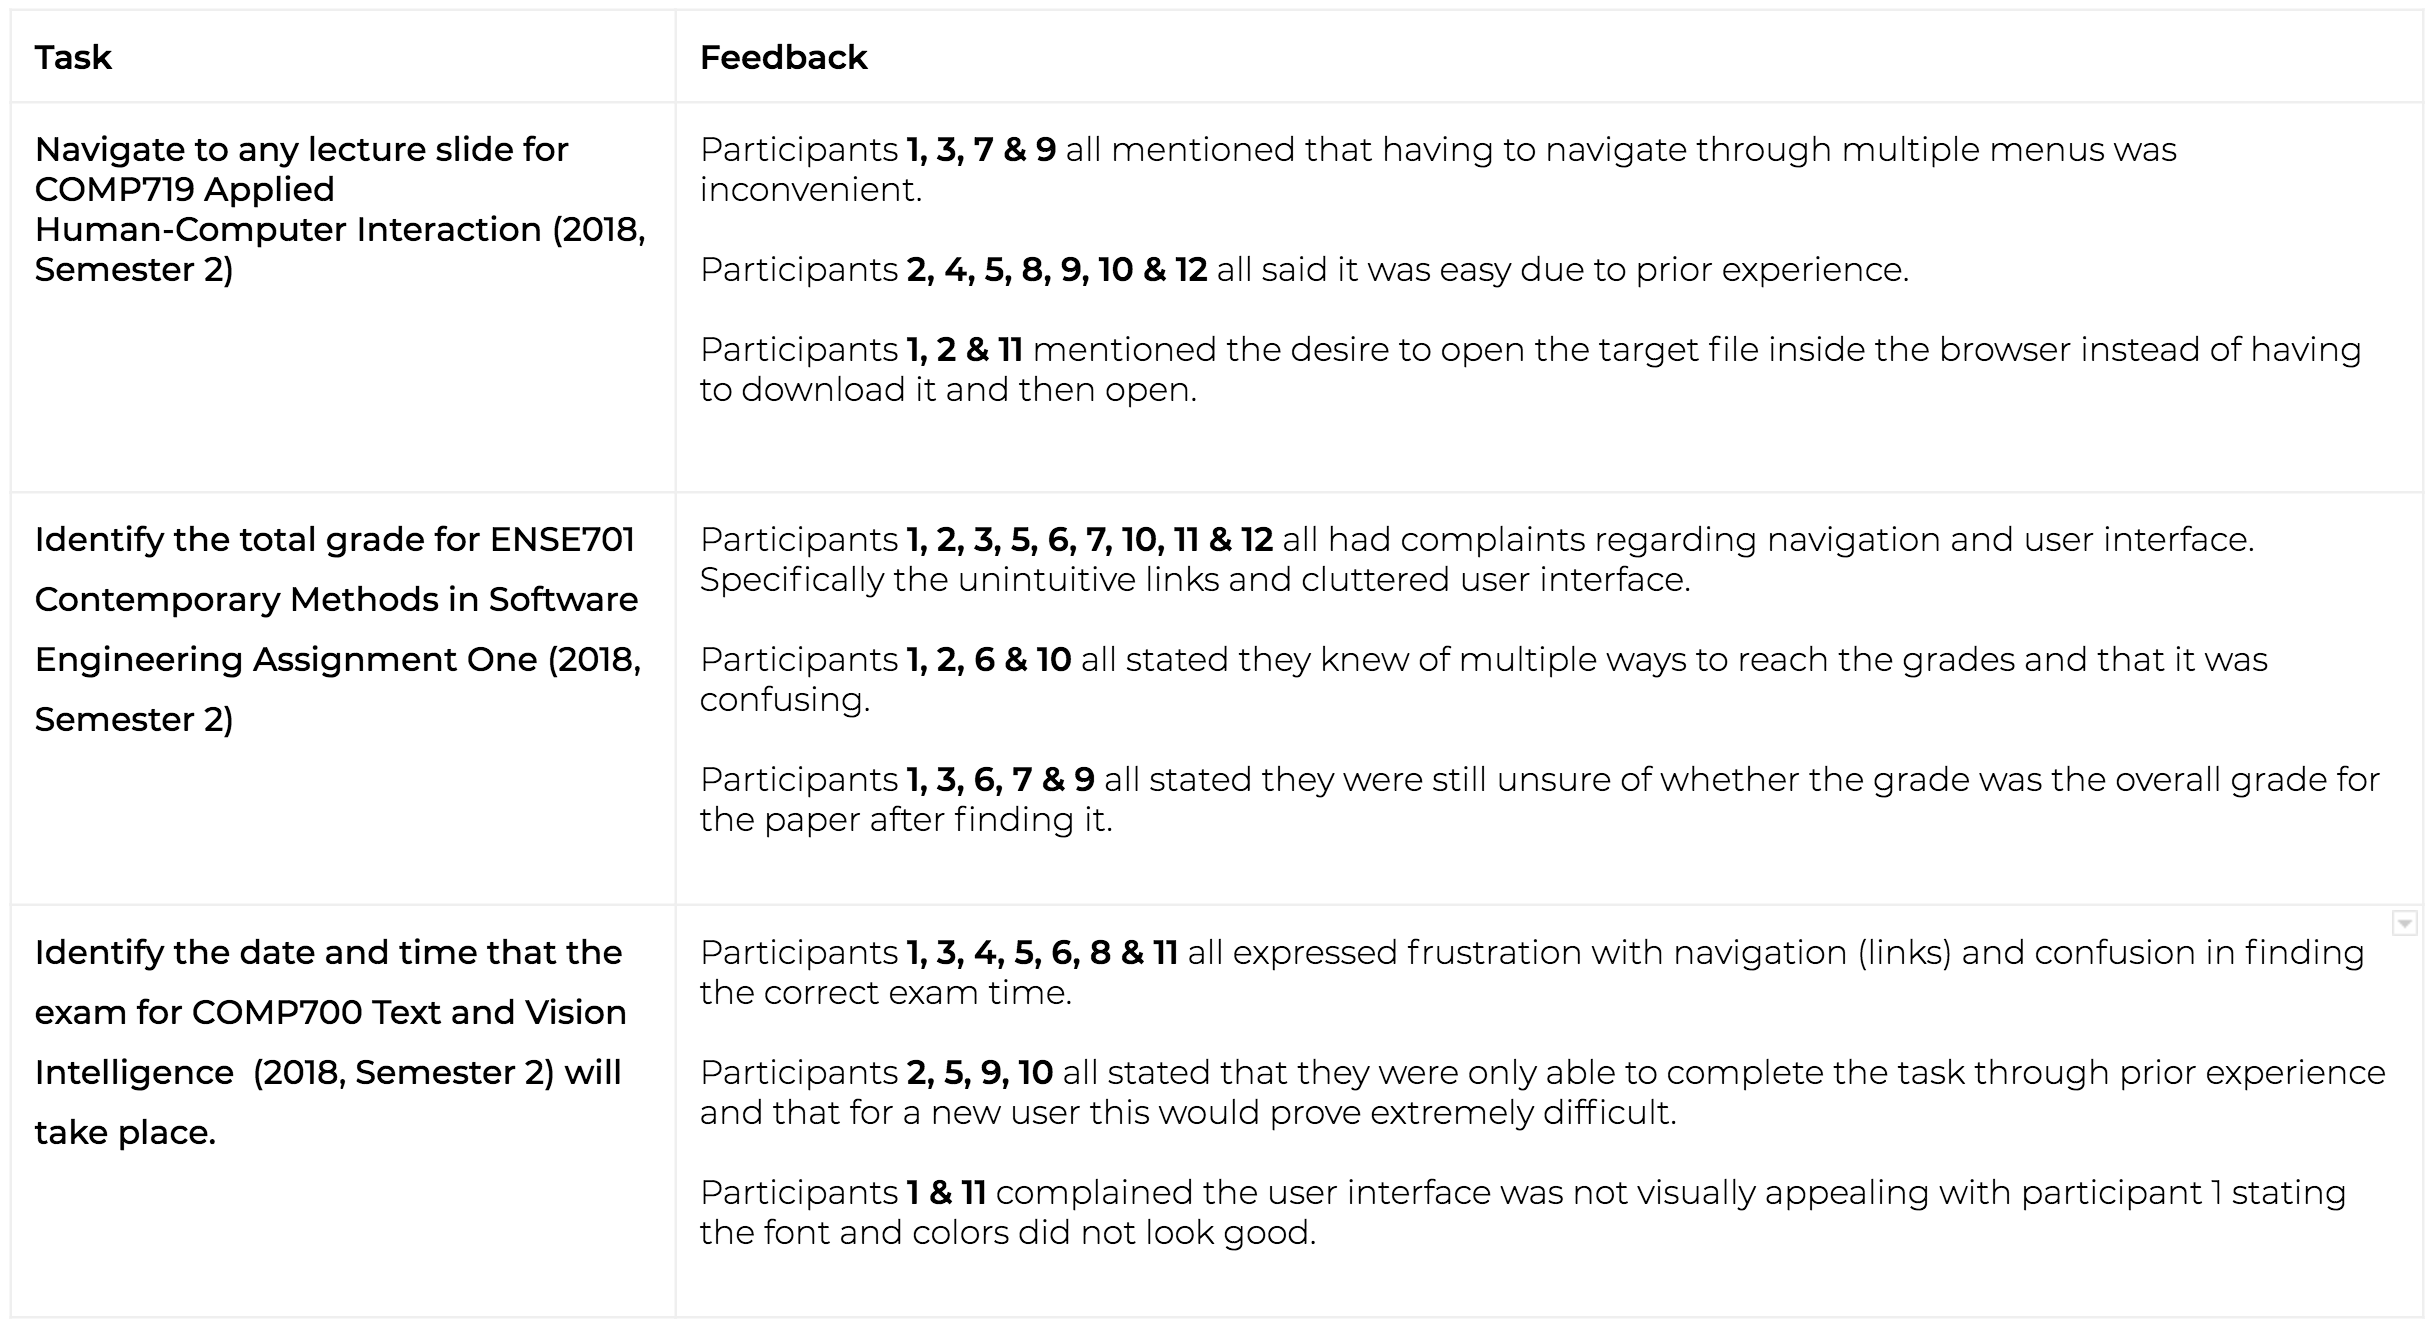 Task
Feedback
Navigate to any lecture slide for
COMP719 Applied
Human-Computer Interaction (2018,
Semester 2)
Participants 1, 3, 7 & 9 all mentioned that having to navigate through multiple menus was
inconvenient.
Participants 2, 4, 5, 8, 9, 10 & 12 all said it was easy due to prior experience.
Participants 1, 2 & 11 mentioned the desire to open the target file inside the browser instead of having
to download it and then open.
Identify the total grade for ENSE701
Contemporary Methods in Software
Engineering Assignment One (2018,
Semester 2)
Participants 1, 2, 3, 5, 6, 7, 10, 11 & 12 all had complaints regarding navigation and user interface.
Specifically the unintuitive links and cluttered user interface.
Participants 1, 2, 6 & 10 all stated they knew of multiple ways to reach the grades and that it was
confusing.
Participants 1, 3, 6, 7 & 9 all stated they were still unsure of whether the grade was the overall grade for
the paper after finding it.
Identify the date and time that the
exam for COMP700 Text and Vision
Intelligence  (2018, Semester 2) will
take place.
Participants 1, 3, 4, 5, 6, 8 & 11 all expressed frustration with navigation (links) and confusion in finding
the correct exam time.
Participants 2, 5, 9, 10 all stated that they were only able to complete the task through prior experience
and that for a new user this would prove extremely difficult.
Participants 1 & 11 complained the user interface was not visually appealing with participant 1 stating
the font and colors did not look good.